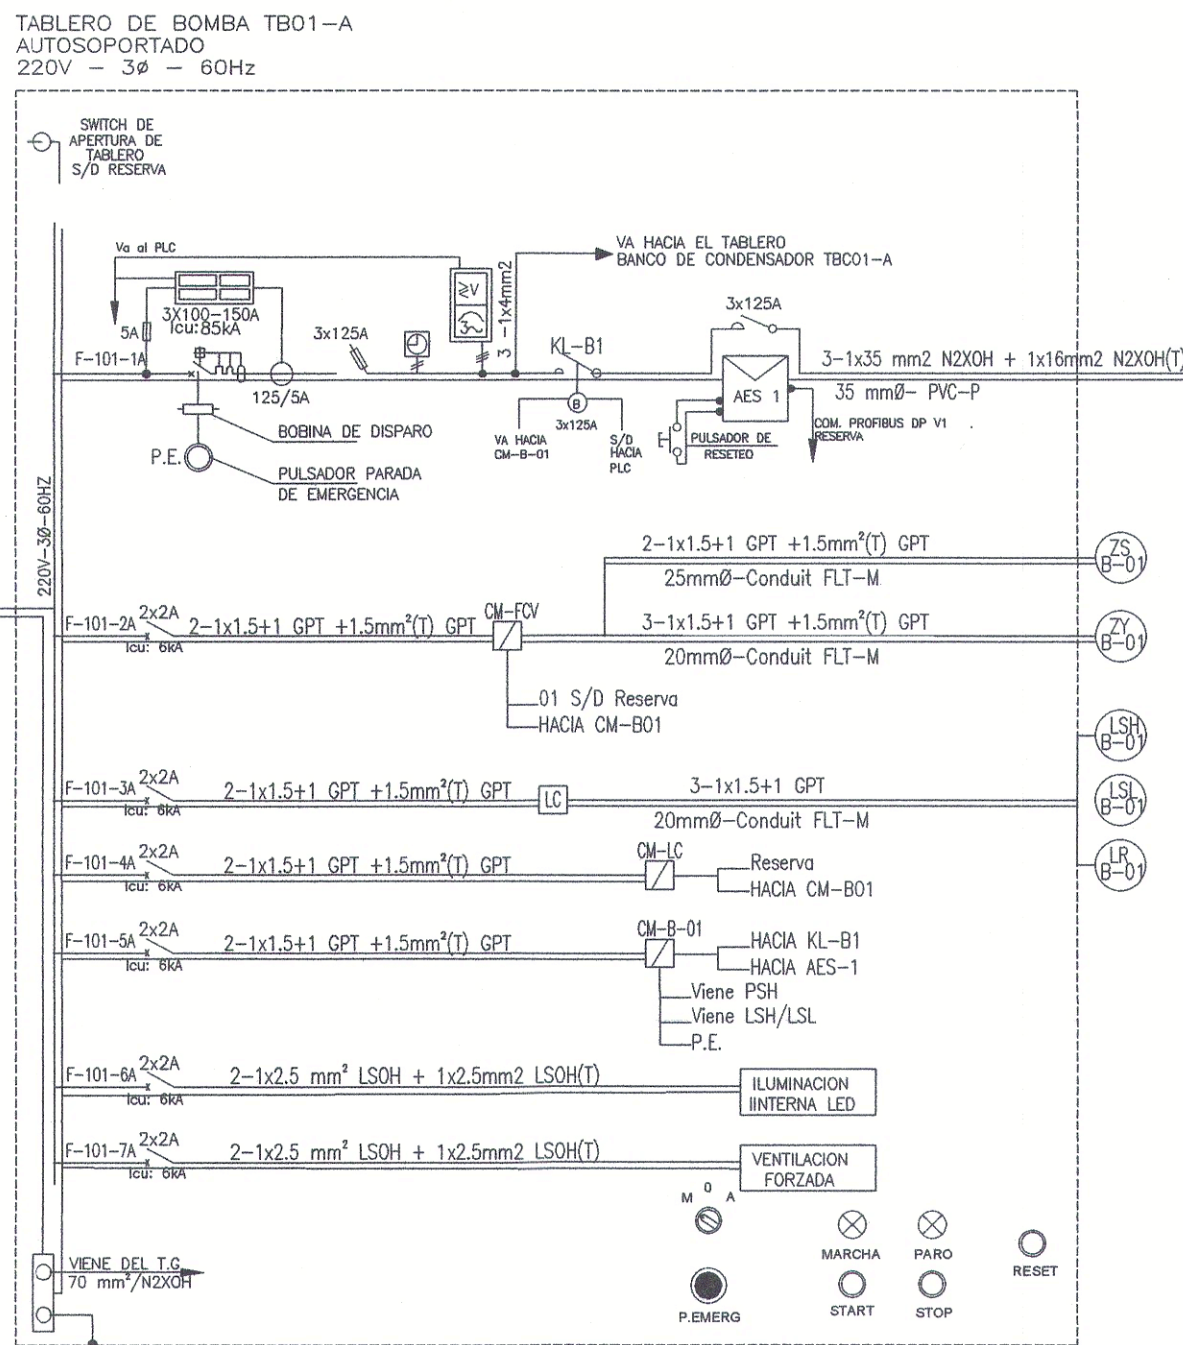 TABLERO DE BOMBA TB01-A
AUTOSOPORTADO
220V - 3Ø - 60Hz
SWITCH DE
APERTURA DE
TABLERO
S/D RESERVA
Va al PLC
3X100-150A
Icu:85kA
5A
F-101-1A
125/5A
3x125A
≷V
3~
3 -1x4mm2
VA HACIA EL TABLERO
BANCO DE CONDENSADOR TBC01-A
KL-B1
B
3x125A
VA HACIA
CM-B-01
S/D
HACIA
PLC
3x125A
AES 1
3-1x35 mm2 N2XOH + 1x16mm2 N2XOH(T)
35 mmØ- PVC-P
COM. PROFIBUS DP V1
RESERVA
PULSADOR DE
RESETEO
BOBINA DE DISPARO
P.E.
PULSADOR PARADA
DE EMERGENCIA
220V-3Ø-60HZ
2-1x1.5+1 GPT +1.5mm²(T) GPT
25mmØ-Conduit FLT-M
ZS
B-01
F-101-2A
2x2A
Icu: 6kA
2-1x1.5+1 GPT +1.5mm²(T) GPT
CM-FCV
3-1x1.5+1 GPT +1.5mm²(T) GPT
20mmØ-Conduit FLT-M
ZY
B-01
01 S/D Reserva
HACIA CM-B01
LSH
B-01
F-101-3A
2x2A
Icu: 6kA
2-1x1.5+1 GPT +1.5mm²(T) GPT
LC
3-1x1.5+1 GPT
20mmØ-Conduit FLT-M
LSL
B-01
F-101-4A
2x2A
Icu: 6kA
2-1x1.5+1 GPT +1.5mm²(T) GPT
CM-LC
Reserva
HACIA CM-B01
LR
B-01
F-101-5A
2x2A
Icu: 6kA
2-1x1.5+1 GPT +1.5mm²(T) GPT
CM-B-01
HACIA KL-B1
HACIA AES-1
Viene PSH
Viene LSH/LSL
P.E.
F-101-6A
2x2A
Icu: 6kA
2-1x2.5 mm² LSOH + 1x2.5mm2 LSOH(T)
ILUMINACION
IINTERNA LED
F-101-7A
2x2A
Icu: 6kA
2-1x2.5 mm² LSOH + 1x2.5mm2 LSOH(T)
VENTILACION
FORZADA
M O A
MARCHA
PARO
RESET
P.EMERG
START
STOP
VIENE DEL T.G.
70 mm²/N2XOH